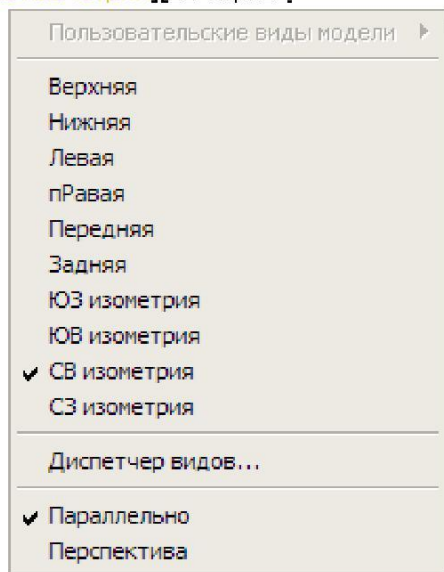 Пользовательские виды модели
Верхняя
Нижняя
Левая
пРавая
Передняя
Задняя
ЮЗ изометрия
ЮВ изометрия
СВ изометрия
СЗ изометрия
Диспетчер видов...
Параллельно
Перспектива